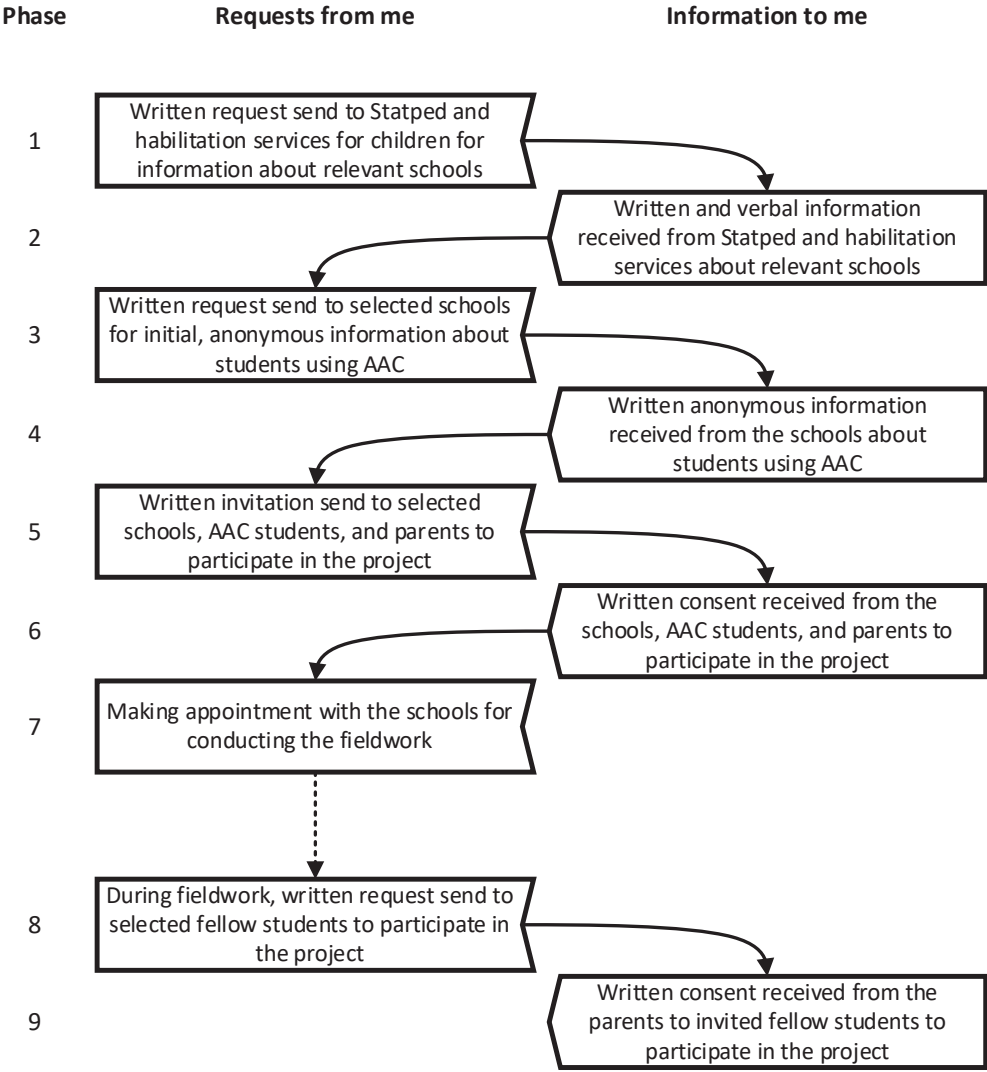 Phase
Requests from me
Information to me
1
Written request send to Statped and
habilitation services for children for
information about relevant schools
2
Written and verbal information
received from Statped and habilitation
services about relevant schools
3
Written request send to selected schools
for initial, anonymous information about
students using AAC
4
Written anonymous information
received from the schools about
students using AAC
5
Written invitation send to selected
schools, AAC students, and parents to
participate in the project
6
Written consent received from the
schools, AAC students, and parents to
participate in the project
7
Making appointment with the schools for
conducting the fieldwork
8
During fieldwork, written request send to
selected fellow students to participate in
the project
9
Written consent received from the
parents to invited fellow students to
participate in the project